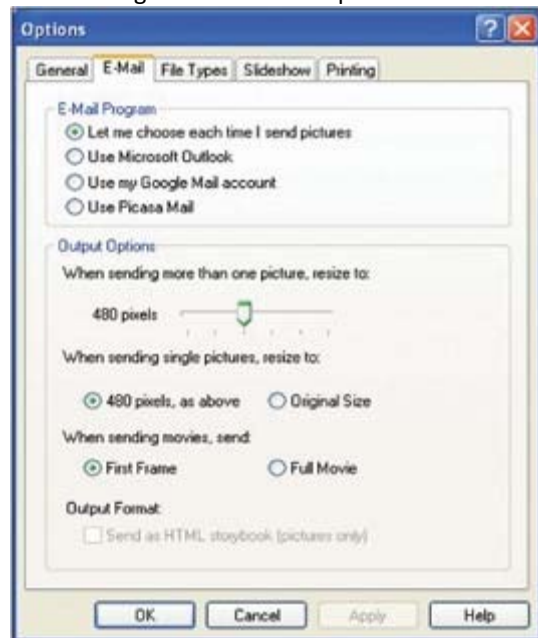 Options
General E-Mail File Types Slideshow Printing
E-Mail Program
Let me choose each time I send pictures
Use Microsoft Outlook
Use my Google Mail account
Use Picasa Mail
Output Options
When sending more than one picture, resize to:
480 pixels
When sending single pictures, resize to:
480 pixels, as above Original Size
When sending movies, send:
First Frame Full Movie
Output Format:
Send as HTML storybook (pictures only)
OK Cancel Apply Help